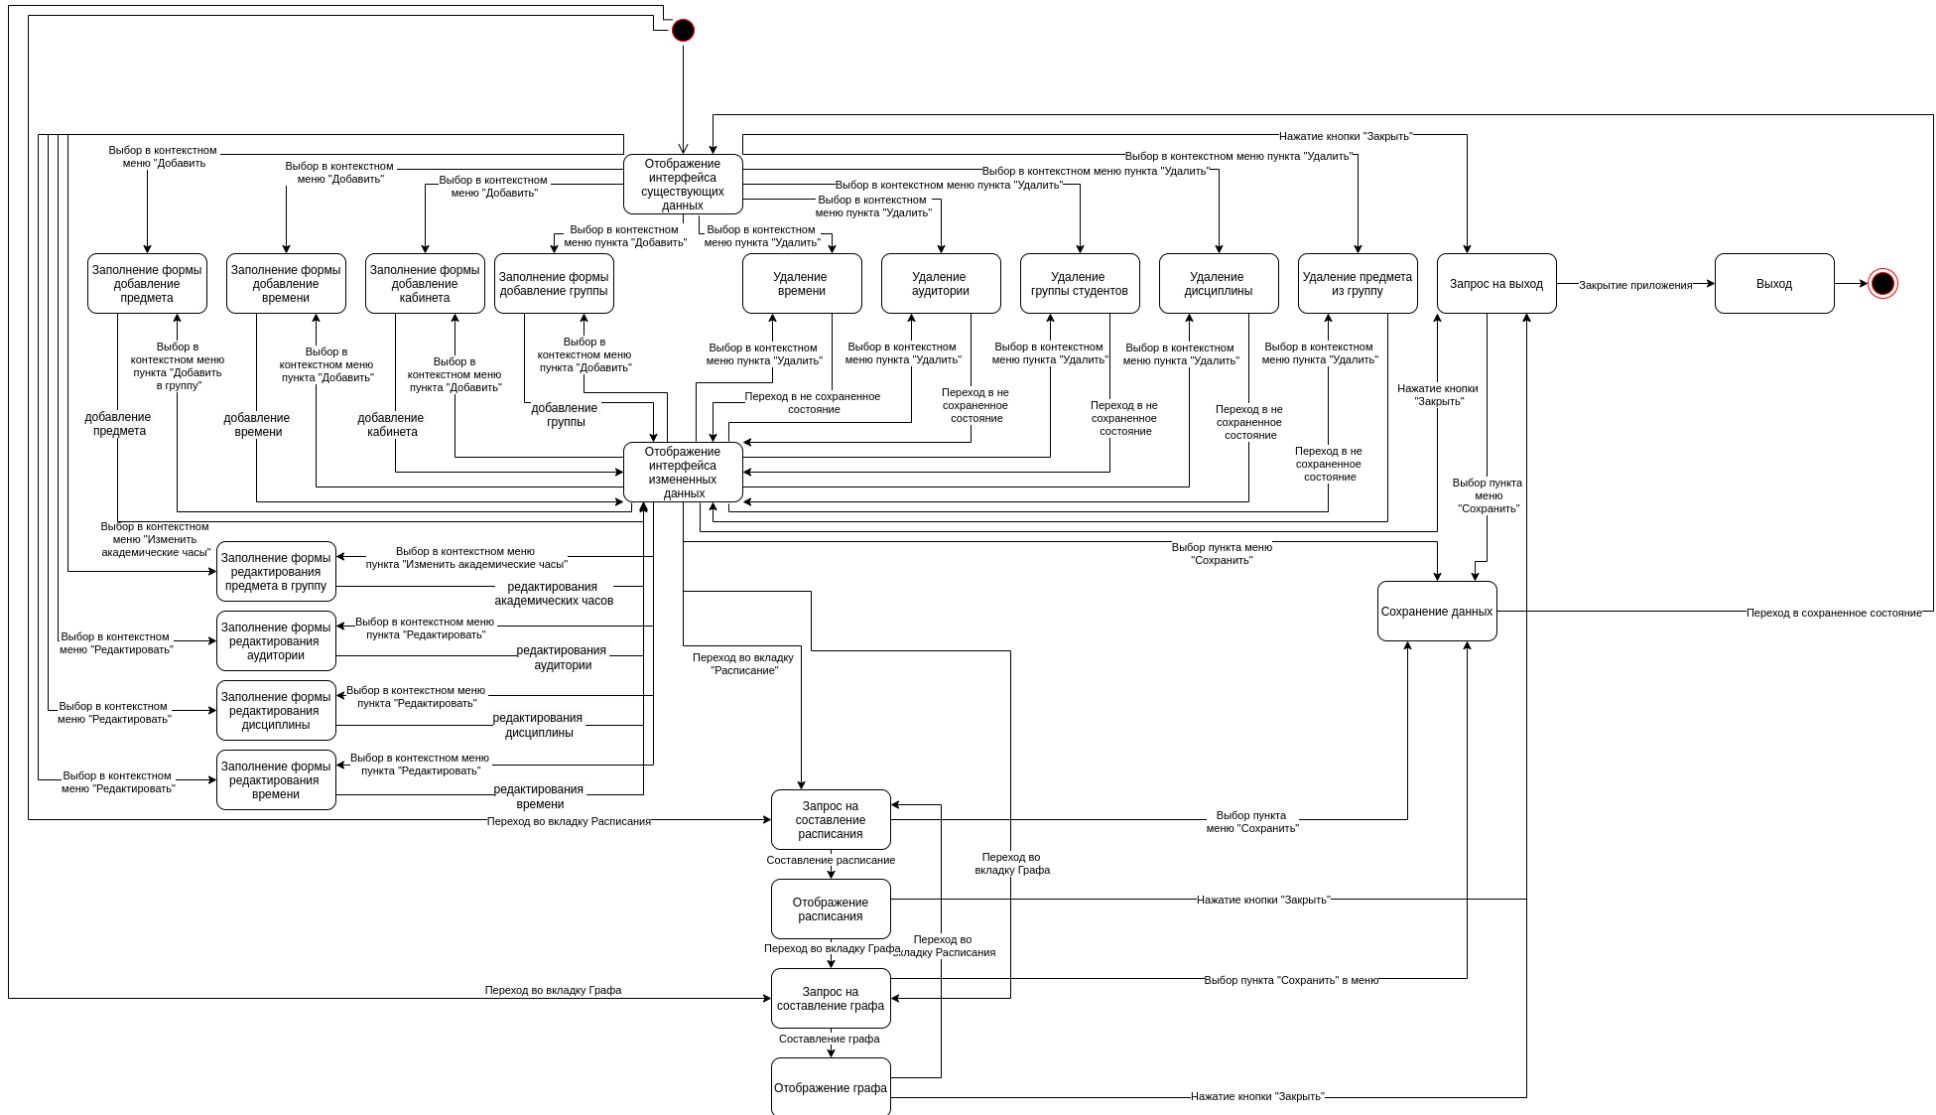 Нажатие кнопки "Закрыть"
Выбор в контекстном
меню "Добавить
Выбор в контекстном
меню "Добавить"
Выбор в контекстном
меню "Добавить"
Отображение
интерфейса
существующих
данных
Выбор в контекстном меню пункта "Удалить"
Выбор в контекстном меню пункта "Удалить"
Выбор в контекстном меню пункта "Удалить"
Выбор в контекстном
меню пункта "Удалить"
Выбор в контекстном
меню пункта "Добавить"
Выбор в контекстном
меню пункта "Удалить"
Заполнение формы
добавление
предмета
Заполнение формы
добавление
времени
Заполнение формы
добавление
кабинета
Заполнение формы
добавление группы
Удаление
времени
Удаление
аудитории
Удаление
группы студентов
Удаление
дисциплины
Удаление предмета
из группу
Запрос на выход
Закрытие приложения
Выход
Выбор в
контекстном меню
пункта "Добавить
в группу"
Выбор в
контекстном меню
пункта "Добавить"
Выбор в
контекстном меню
пункта "Добавить"
Выбор в
контекстном меню
пункта "Добавить"
Выбор в контекстном
меню пункта "Удалить"
Выбор в контекстном
меню пункта "Удалить"
Выбор в контекстном
меню пункта "Удалить"
Выбор в контекстном
меню пункта "Удалить"
Выбор в контекстном
меню пункта "Удалить"
Нажатие кнопки
"Закрыть"
добавление
предмета
добавление
времени
добавление
кабинета
добавление
группы
Переход в не сохраненное
состояние
Переход в не
сохраненное
состояние
Переход в не
сохраненное
состояние
Переход в не
сохраненное
состояние
Переход в не
сохраненное
состояние
Отображение
интерфейса
измененных
данных
Выбор пункта
меню
"Сохранить"
Выбор в контекстном
меню "Изменить
академические часы"
Заполнение формы
редактирования
предмета в группу
Выбор в контекстном меню
пункта "Изменить академические часы"
редактирования
академических часов
Выбор пункта меню
"Сохранить"
Сохранение данных
Переход в сохраненное состояние
Выбор в контекстном
меню "Редактировать"
Заполнение формы
редактирования
аудитории
Выбор в контекстном меню
пункта "Редактировать"
редактирования
аудитории
Переход во вкладку
"Расписание"
Выбор в контекстном
меню "Редактировать"
Заполнение формы
редактирования
дисциплины
Выбор в контекстном меню
пункта "Редактировать"
редактирования
дисциплины
Выбор в контекстном
меню "Редактировать"
Заполнение формы
редактирования
времени
Выбор в контекстном меню
пункта "Редактировать"
редактирования
времени
Переход во вкладку Расписания
Запрос на
составление
расписания
Выбор пункта
меню "Сохранить"
Составление расписание
Переход во
вкладку Графа
Отображение
расписания
Нажатие кнопки "Закрыть"
Переход во вкладку Графа
Переход во
вкладку Расписания
Переход во вкладку Графа
Запрос на
составление графа
Выбор пункта "Сохранить" в меню
Составление графа
Отображение графа
Нажатие кнопки "Закрыть"